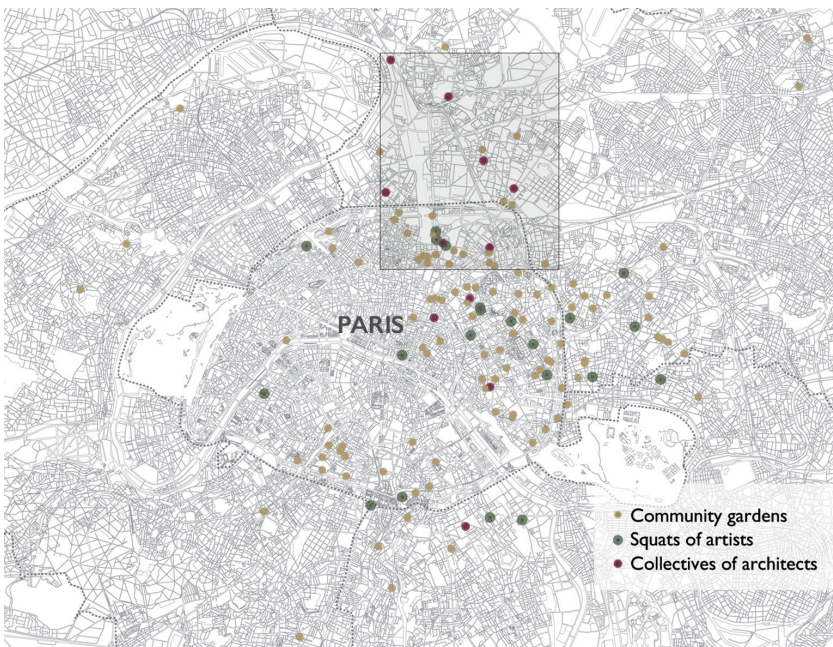 PARIS
Community gardens
Squats of artists
Collectives of architects